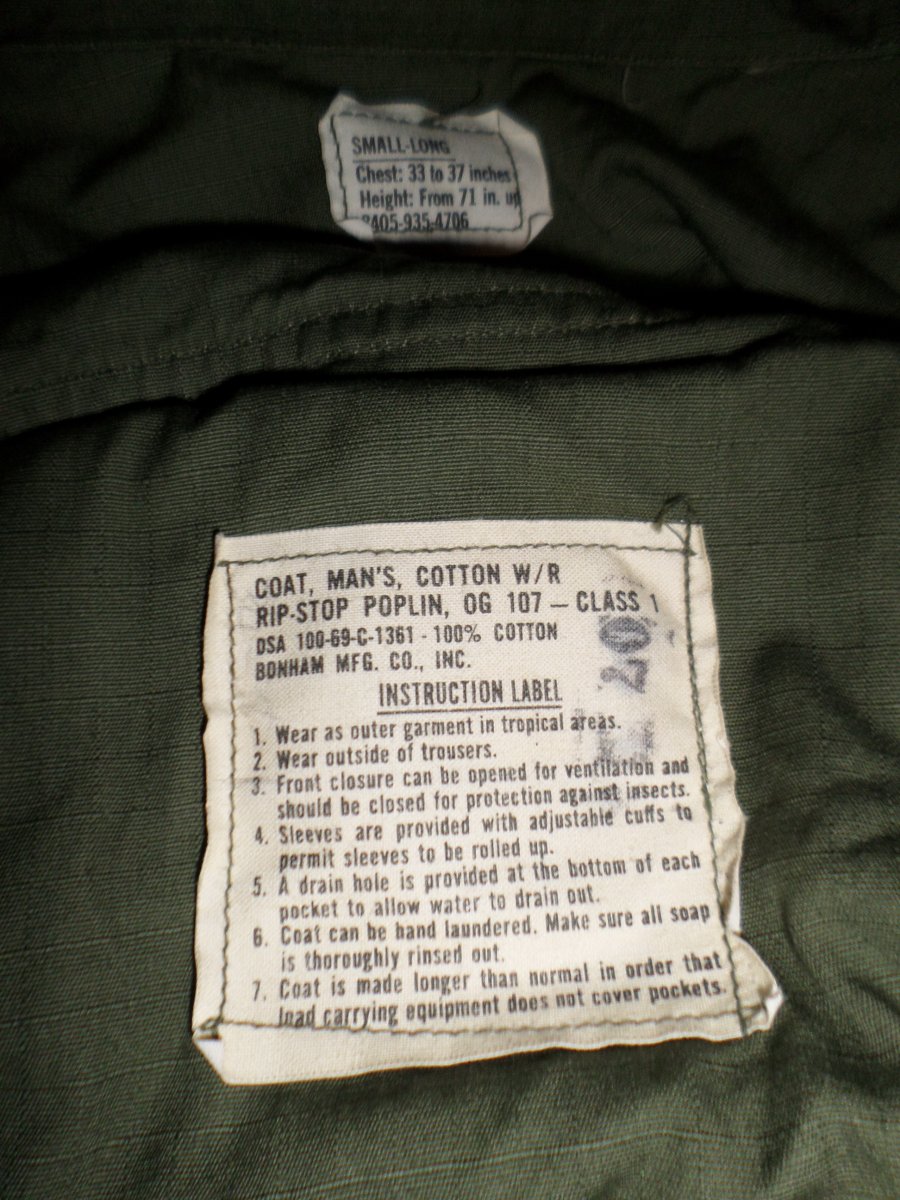 SMALL-LONG
Chest: 33 to 37 inches
Height: From 71 in. up
8405-935-4706
COAT, MAN'S, COTTON W/R
RIP-STOP POPLIN, OG 107 — CLASS 1
DSA 100-69-C-1361 - 100% COTTON
BONHAM MFG. CO., INC.
20
INSTRUCTION LABEL
1. Wear as outer garment in tropical areas.
2. Wear outside of trousers.
3. Front closure can be opened for ventilation and
should be closed for protection against insects.
4. Sleeves are provided with adjustable cuffs to
permit sleeves to be rolled up.
5. A drain hole is provided at the bottom of each
pocket to allow water to drain out.
6. Coat can be hand laundered. Make sure all soap
is thoroughly rinsed out.
7. Coat is made longer than normal in order that
load carrying equipment does not cover pockets.